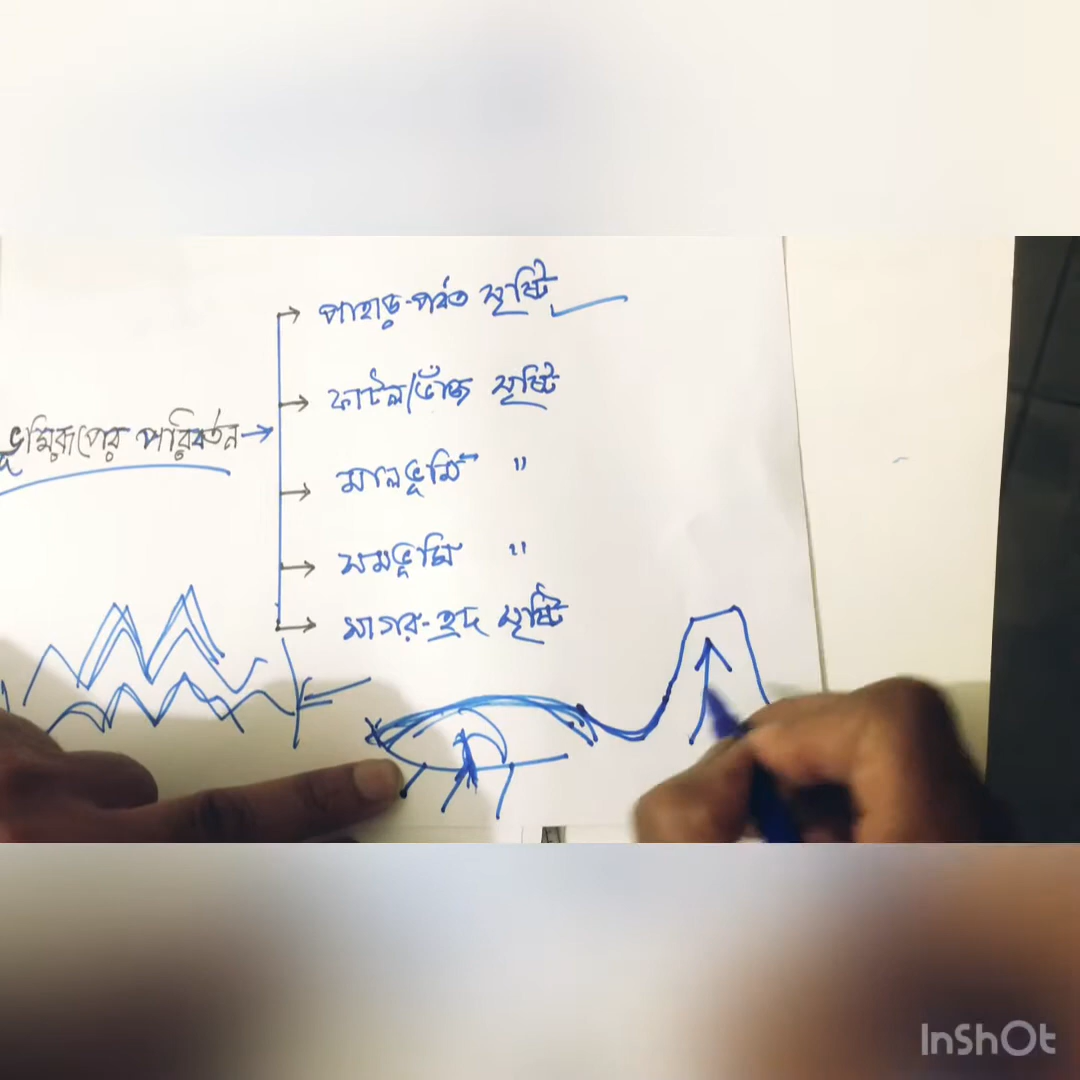 পাহাড়-পর্বত সৃষ্টি
ফাটল/ভাঁজ সৃষ্টি
ভূমিরূপের পরিবর্তন
মালভূমি "
সমভূমি "
সাগর-হ্রদ সৃষ্টি
InShOt